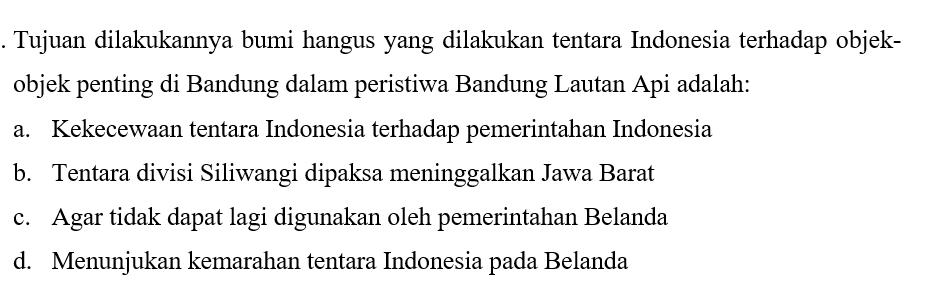 . Tujuan dilakukannya bumi hangus yang dilakukan tentara Indonesia terhadap objek-
objek penting di Bandung dalam peristiwa Bandung Lautan Api adalah:
a. Kekecewaan tentara Indonesia terhadap pemerintahan Indonesia
b. Tentara divisi Siliwangi dipaksa meninggalkan Jawa Barat
c. Agar tidak dapat lagi digunakan oleh pemerintahan Belanda
d. Menunjukan kemarahan tentara Indonesia pada Belanda